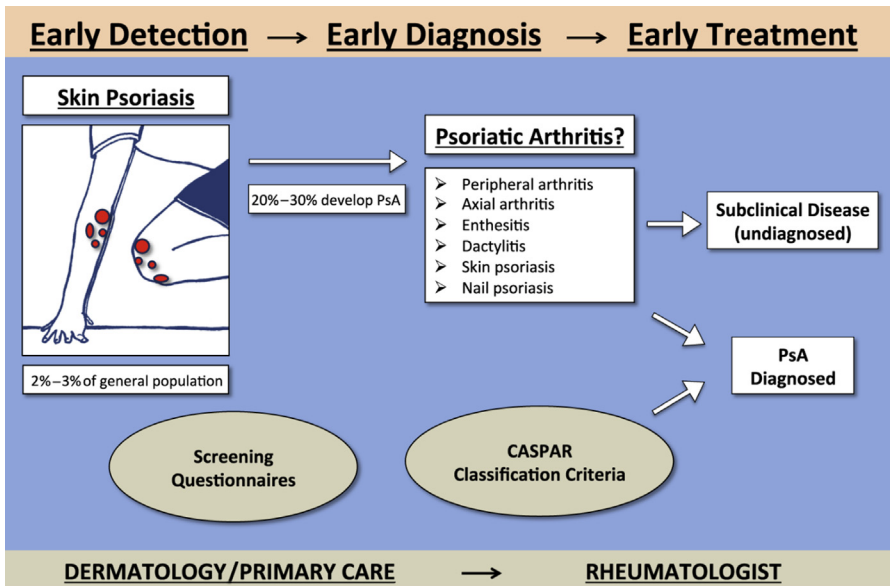 Early Detection → Early Diagnosis → Early Treatment
Skin Psoriasis
2%–3% of general population
20%–30% develop PsA
Psoriatic Arthritis?
➢ Peripheral arthritis
➢ Axial arthritis
➢ Enthesitis
➢ Dactylitis
➢ Skin psoriasis
➢ Nail psoriasis
Subclinical Disease
(undiagnosed)
PsA
Diagnosed
Screening
Questionnaires
CASPAR
Classification Criteria
DERMATOLOGY/PRIMARY CARE → RHEUMATOLOGIST